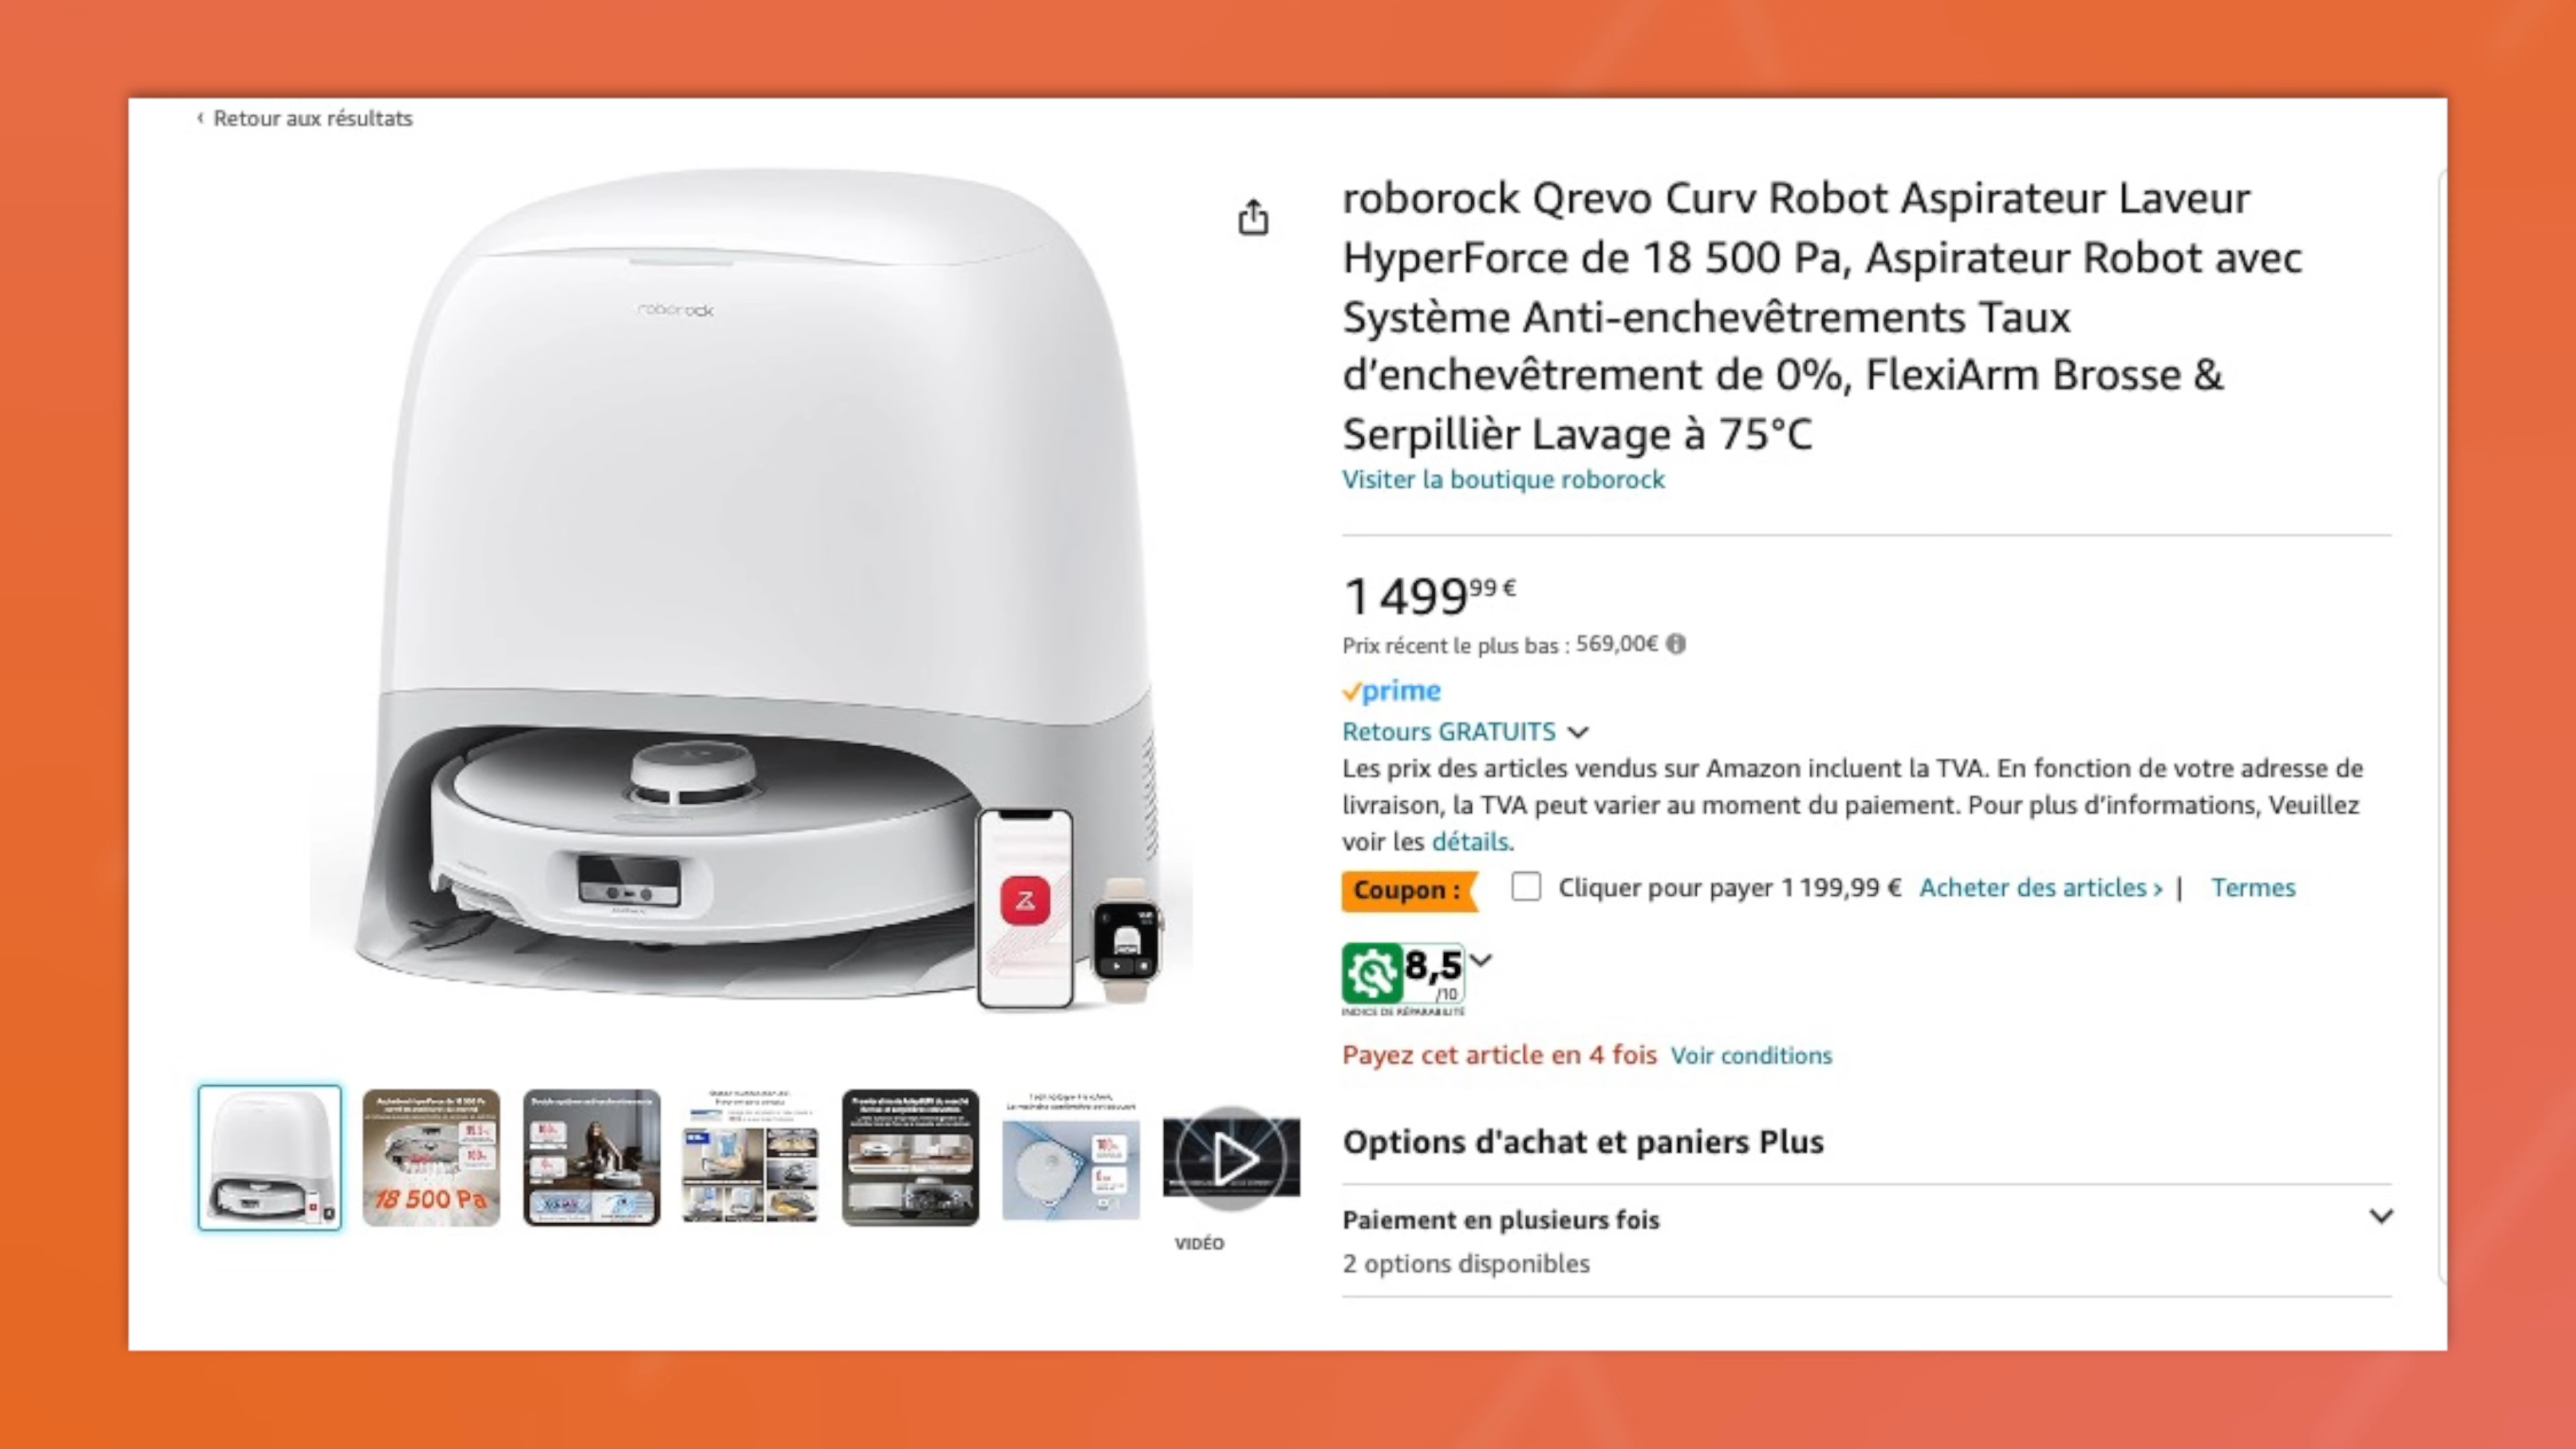 ‹ Retour aux résultats
roborock
roborock Qrevo Curv Robot Aspirateur Laveur
HyperForce de 18 500 Pa, Aspirateur Robot avec
Système Anti-enchevêtrements Taux
d’enchevêtrement de 0%, FlexiArm Brosse &
Serpillièr Lavage à 75°C
Visiter la boutique roborock
1 499⁹⁹ €
Prix récent le plus bas : 569,00€
prime
Retours GRATUITS
Les prix des articles vendus sur Amazon incluent la TVA. En fonction de votre adresse de
livraison, la TVA peut varier au moment du paiement. Pour plus d’informations, Veuillez
voir les détails.
Coupon : Cliquer pour payer 1 199,99 € Acheter des articles › | Termes
8,5
/10
INDICE DE RÉPARABILITÉ
Payez cet article en 4 fois Voir conditions
18 500 Pa
VIDÉO
Options d'achat et paniers Plus
Paiement en plusieurs fois
2 options disponibles